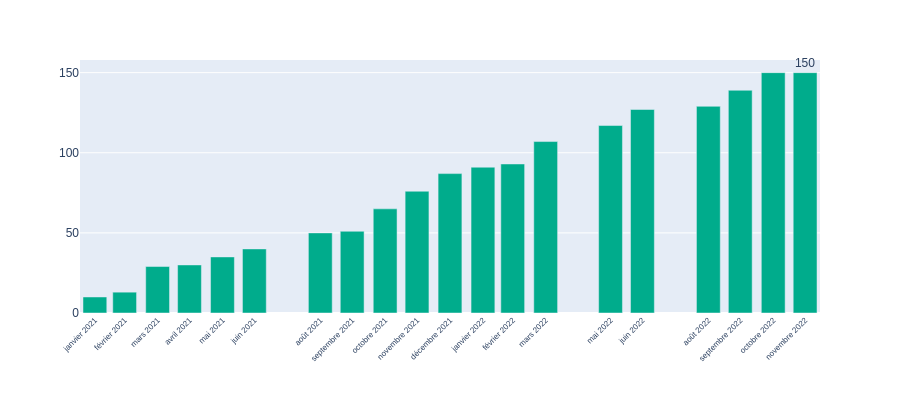 150
150
100
50
0
janvier 2021
février 2021
mars 2021
avril 2021
mai 2021
juin 2021
août 2021
septembre 2021
octobre 2021
novembre 2021
décembre 2021
janvier 2022
février 2022
mars 2022
mai 2022
juin 2022
août 2022
septembre 2022
octobre 2022
novembre 2022